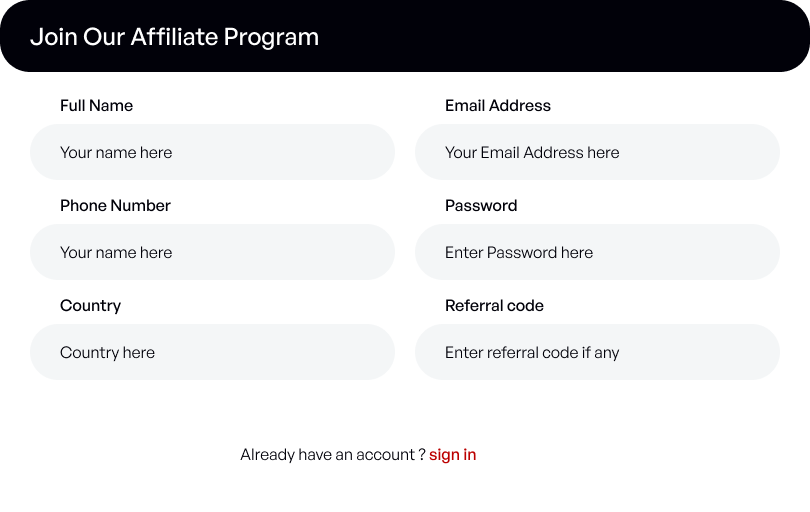 Join Our Affiliate Program
Full Name
Email Address
Your name here
Your Email Address here
Phone Number
Password
Your name here
Enter Password here
Country
Referral code
Country here
Enter referral code if any
Already have an account ? sign in